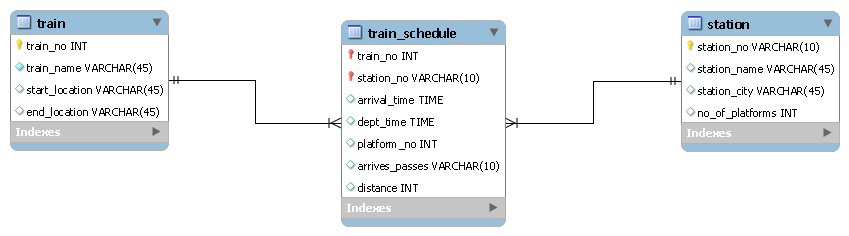 train
train_no INT
train_name VARCHAR(45)
start_location VARCHAR(45)
end_location VARCHAR(45)
Indexes
train_schedule
train_no INT
station_no VARCHAR(10)
arrival_time TIME
dept_time TIME
platform_no INT
arrives_passes VARCHAR(10)
distance INT
Indexes
station
station_no VARCHAR(10)
station_name VARCHAR(45)
station_city VARCHAR(45)
no_of_platforms INT
Indexes